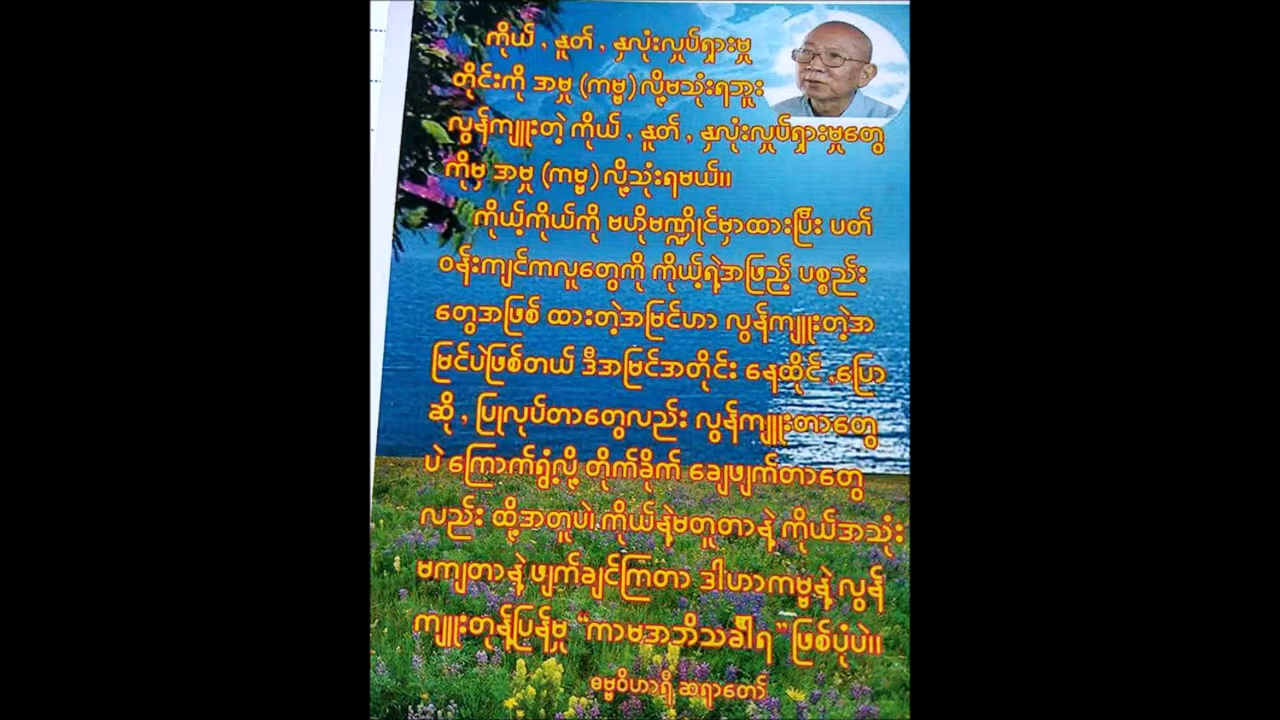 ကိုယ် , နှုတ် , နှလုံးလှုပ်ရှားမှု
တိုင်းကို အမှု (ကမ္မ) လို့မသုံးရဘူး
လွန်ကျူးတဲ့ ကိုယ် , နှုတ် , နှလုံးလှုပ်ရှားမှုတွေ
ကိုမှ အမှု (ကမ္မ) လို့သုံးရမယ်။
ကိုယ့်ကိုယ်ကို ဗဟိုမဏ္ဍိုင်မှာထားပြီး ပတ်
ဝန်းကျင်ကလူတွေကို ကိုယ့်ရဲ့အဖြည့် ပစ္စည်း
တွေအဖြစ် ထားတဲ့အမြင်ဟာ လွန်ကျူးတဲ့အ
မြင်ပဲဖြစ်တယ် ဒီအမြင်အတိုင်း နေထိုင် ,ပြော
ဆို , ပြုလုပ်တာတွေလည်း လွန်ကျူးတာတွေ
ပဲ ကြောက်ရွံ့လို့ တိုက်ခိုက် ချေဖျက်တာတွေ
လည်း ထို့အတူပဲ၊ ကိုယ်နဲ့မတူတာနဲ့ ကိုယ်အသုံး
မကျတာနဲ့ ဖျက်ချင်ကြတာ ဒါဟာကမ္မနဲ့ လွန်
ကျူးတုန့်ပြန်မှု “ကာမအဘိသင်္ခါရ” ဖြစ်ပုံပဲ။
ဓမ္မဝိဟာရီ ဆရာတော်